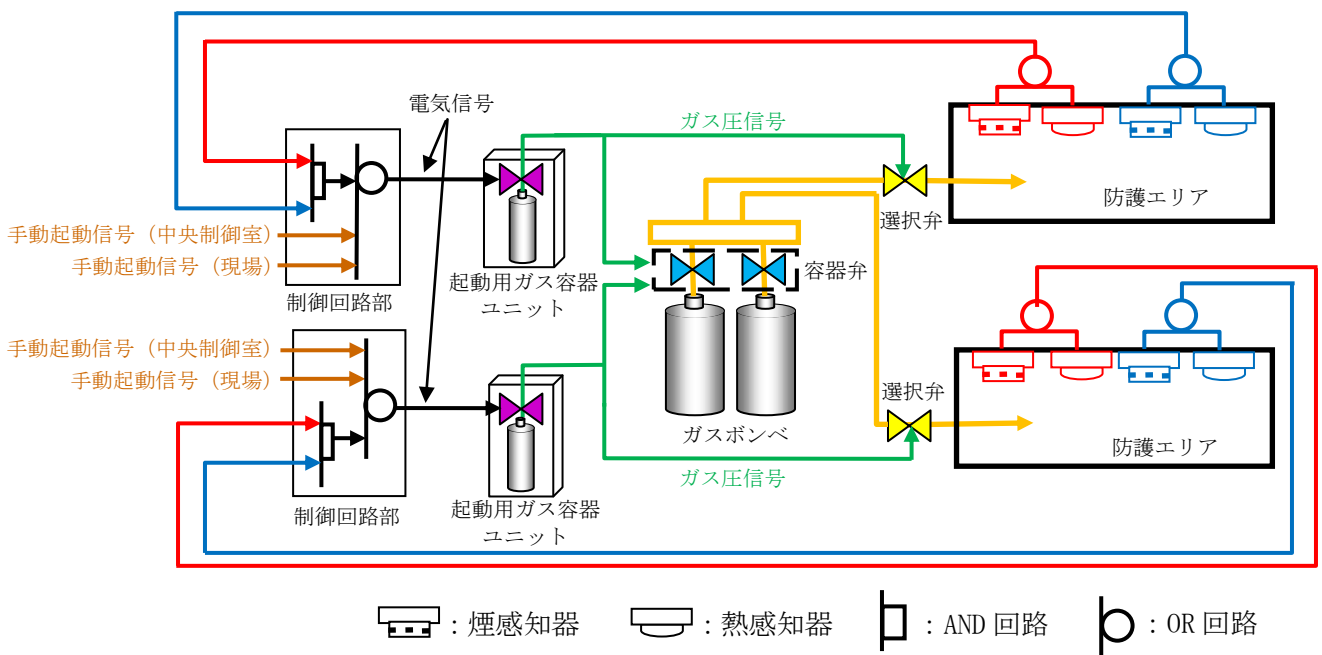 電気信号
ガス圧信号
防護エリア
選択弁
手動起動信号（中央制御室）
手動起動信号（現場）
容器弁
起動用ガス容器
ユニット
制御回路部
手動起動信号（中央制御室）
手動起動信号（現場）
選択弁
ガスボンベ
防護エリア
ガス圧信号
起動用ガス容器
ユニット
制御回路部
：煙感知器
：熱感知器
：AND 回路
：OR 回路